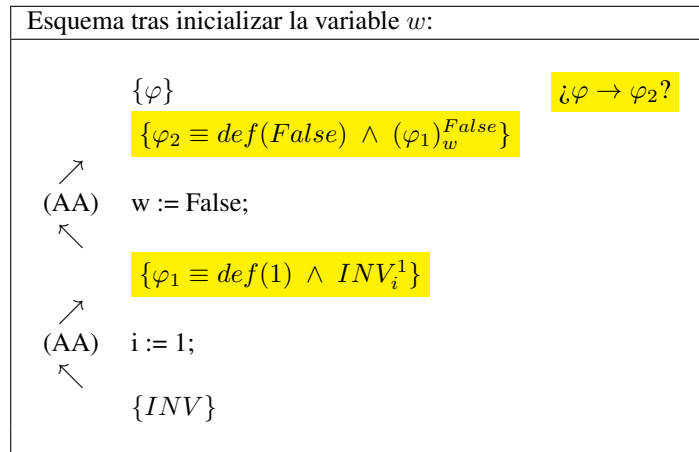 Esquema tras inicializar la variable w:
{φ} ¿φ → φ₂?
{φ₂ ≡ def(False) ∧ (φ₁)_w^False}
(AA) w := False;
{φ₁ ≡ def(1) ∧ INV_i^1}
(AA) i := 1;
{INV}